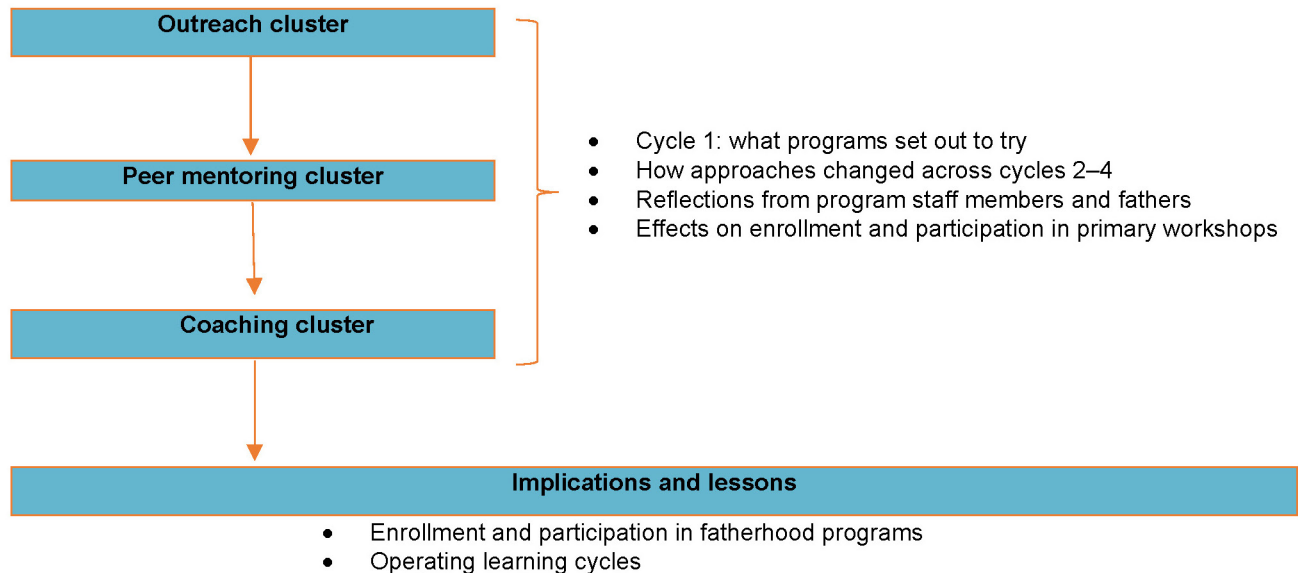 Outreach cluster
Peer mentoring cluster
Coaching cluster
• Cycle 1: what programs set out to try
• How approaches changed across cycles 2–4
• Reflections from program staff members and fathers
• Effects on enrollment and participation in primary workshops
Implications and lessons
• Enrollment and participation in fatherhood programs
• Operating learning cycles